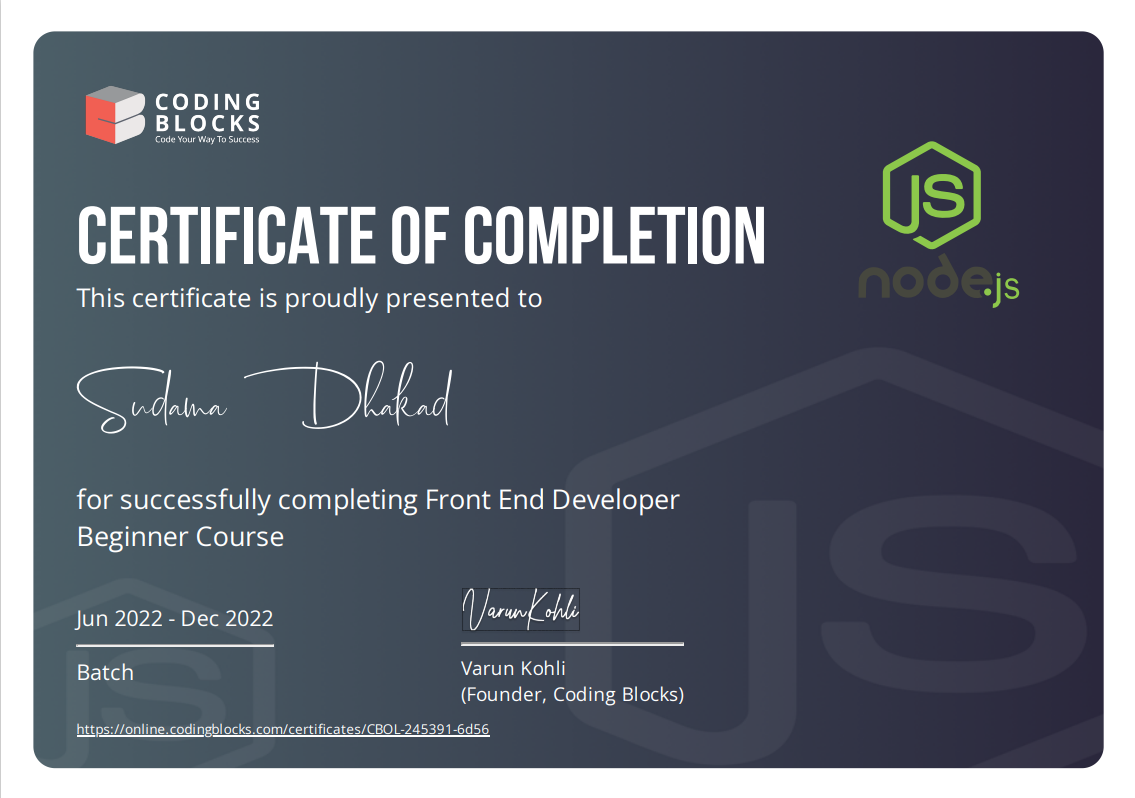 CODING
BLOCKS
Code Your Way To Success
JS
node.js
CERTIFICATE OF COMPLETION
This certificate is proudly presented to
Sudama Dhakad
for successfully completing Front End Developer
Beginner Course
JS
JS
Jun 2022 - Dec 2022
Batch
VarunKohli
Varun Kohli
(Founder, Coding Blocks)
https://online.codingblocks.com/certificates/CBOL-245391-6d56